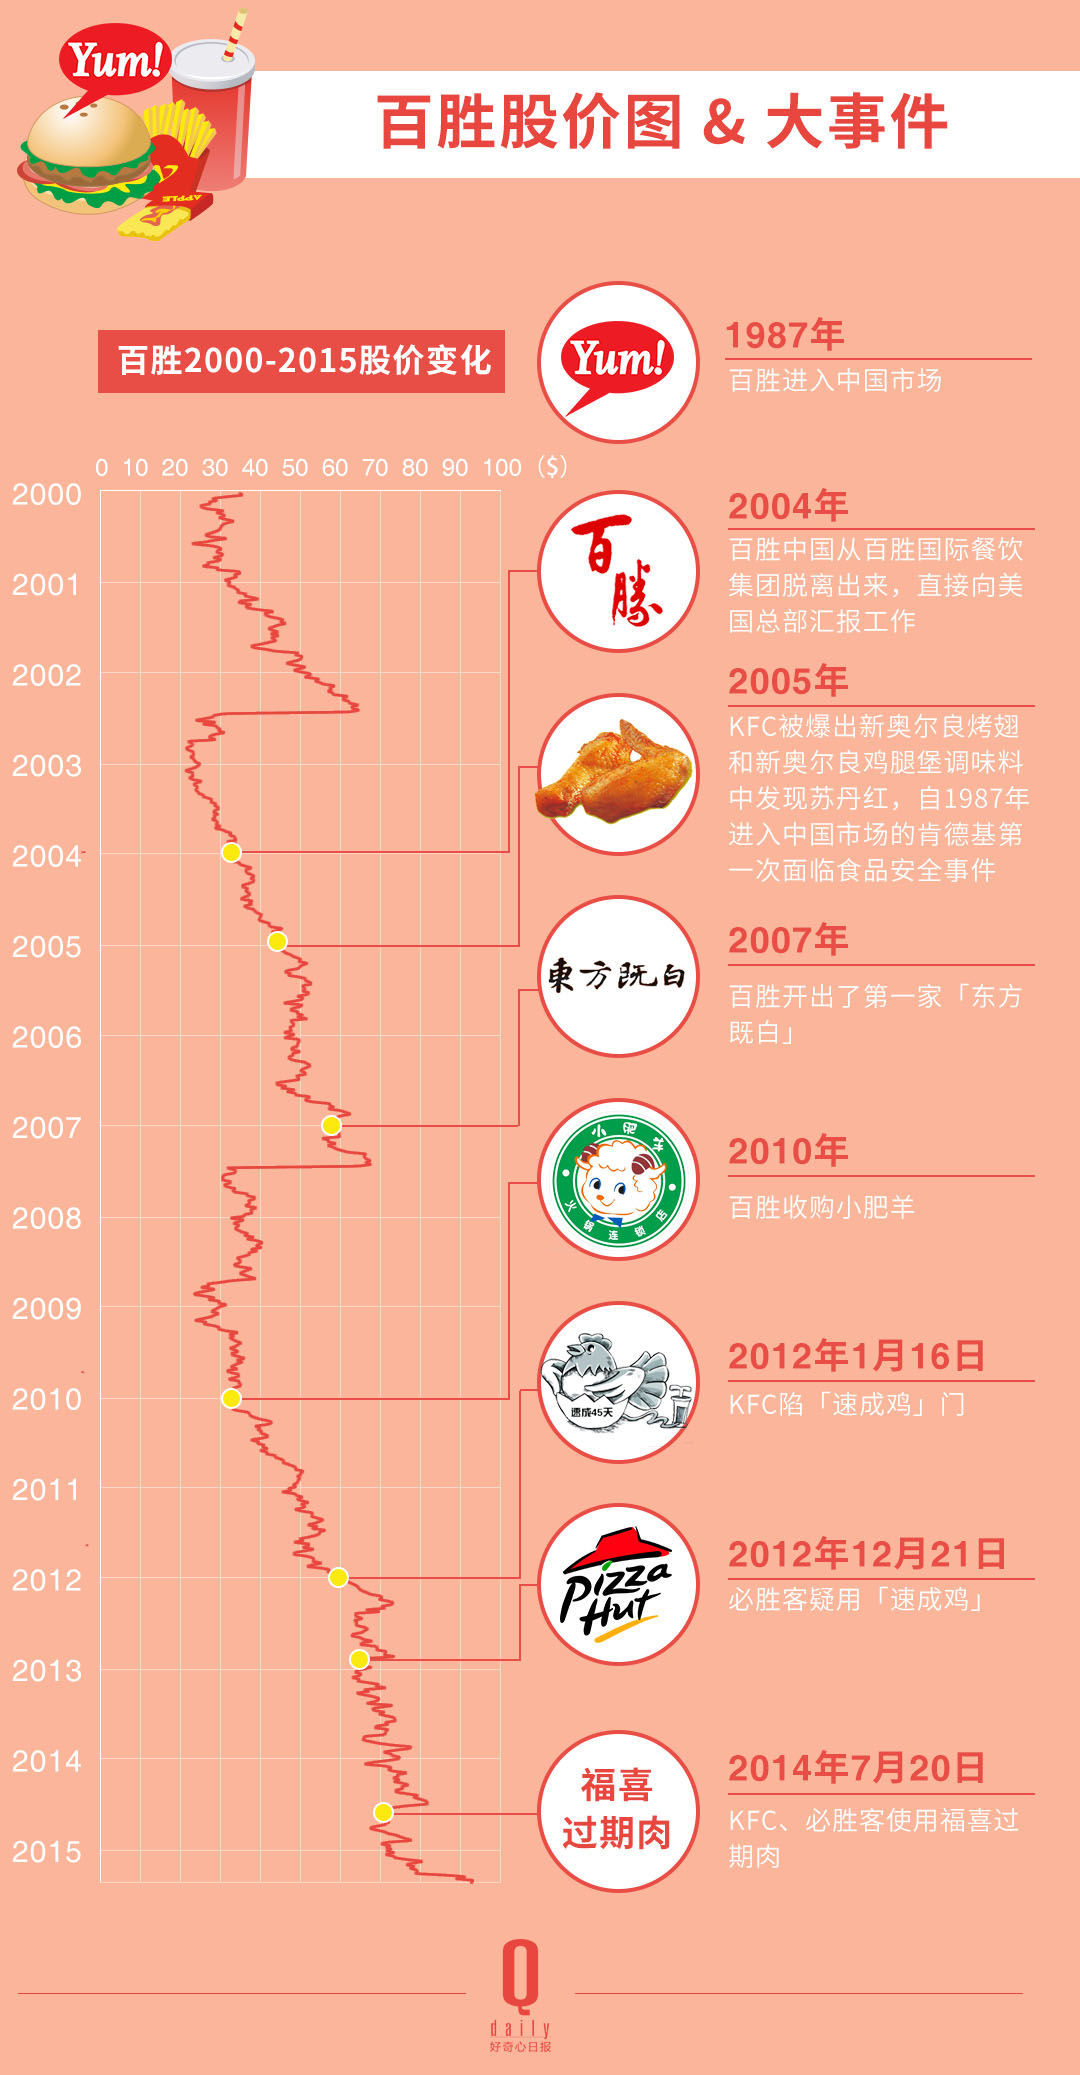 Yum!
百胜股价图 & 大事件
APPLE
百胜2000-2015股价变化
0 10 20 30 40 50 60 70 80 90 100 ($)
2000
2001
2002
2003
2004
2005
2006
2007
2008
2009
2010
2011
2012
2013
2014
2015
Yum!
1987年
百胜进入中国市场
百勝
2004年
百胜中国从百胜国际餐饮
集团脱离出来，直接向美
国总部汇报工作
2005年
KFC被爆出新奥尔良烤翅
和新奥尔良鸡腿堡调味料
中发现苏丹红，自1987年
进入中国市场的肯德基第
一次面临食品安全事件
東方既白
2007年
百胜开出了第一家「东方
既白」
小肥羊
火锅连锁店
2010年
百胜收购小肥羊
速成45天
2012年1月16日
KFC陷「速成鸡」门
Pizza
Hut
2012年12月21日
必胜客疑用「速成鸡」
福喜
过期肉
2014年7月20日
KFC、必胜客使用福喜过
期肉
Q
daily
好奇心日报